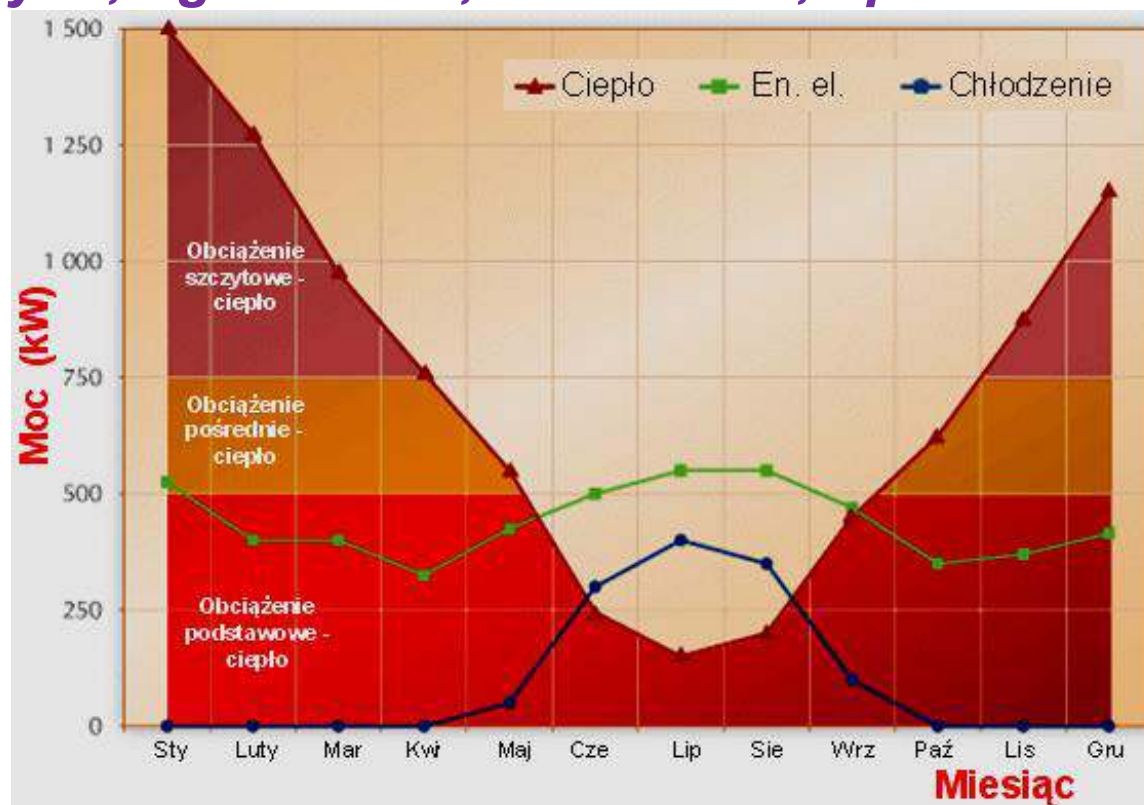 1 500
Ciepło En. el. Chłodzenie
1 250
Obciążenie
szczytowe -
ciepło
1 000
Moc (kW)
750
Obciążenie
pośrednie -
ciepło
500
250
Obciążenie
podstawowe -
ciepło
0
Sty Luty Mar Kwi Maj Cze Lip Sie Wrz Paź Lis Gru
Miesiąc